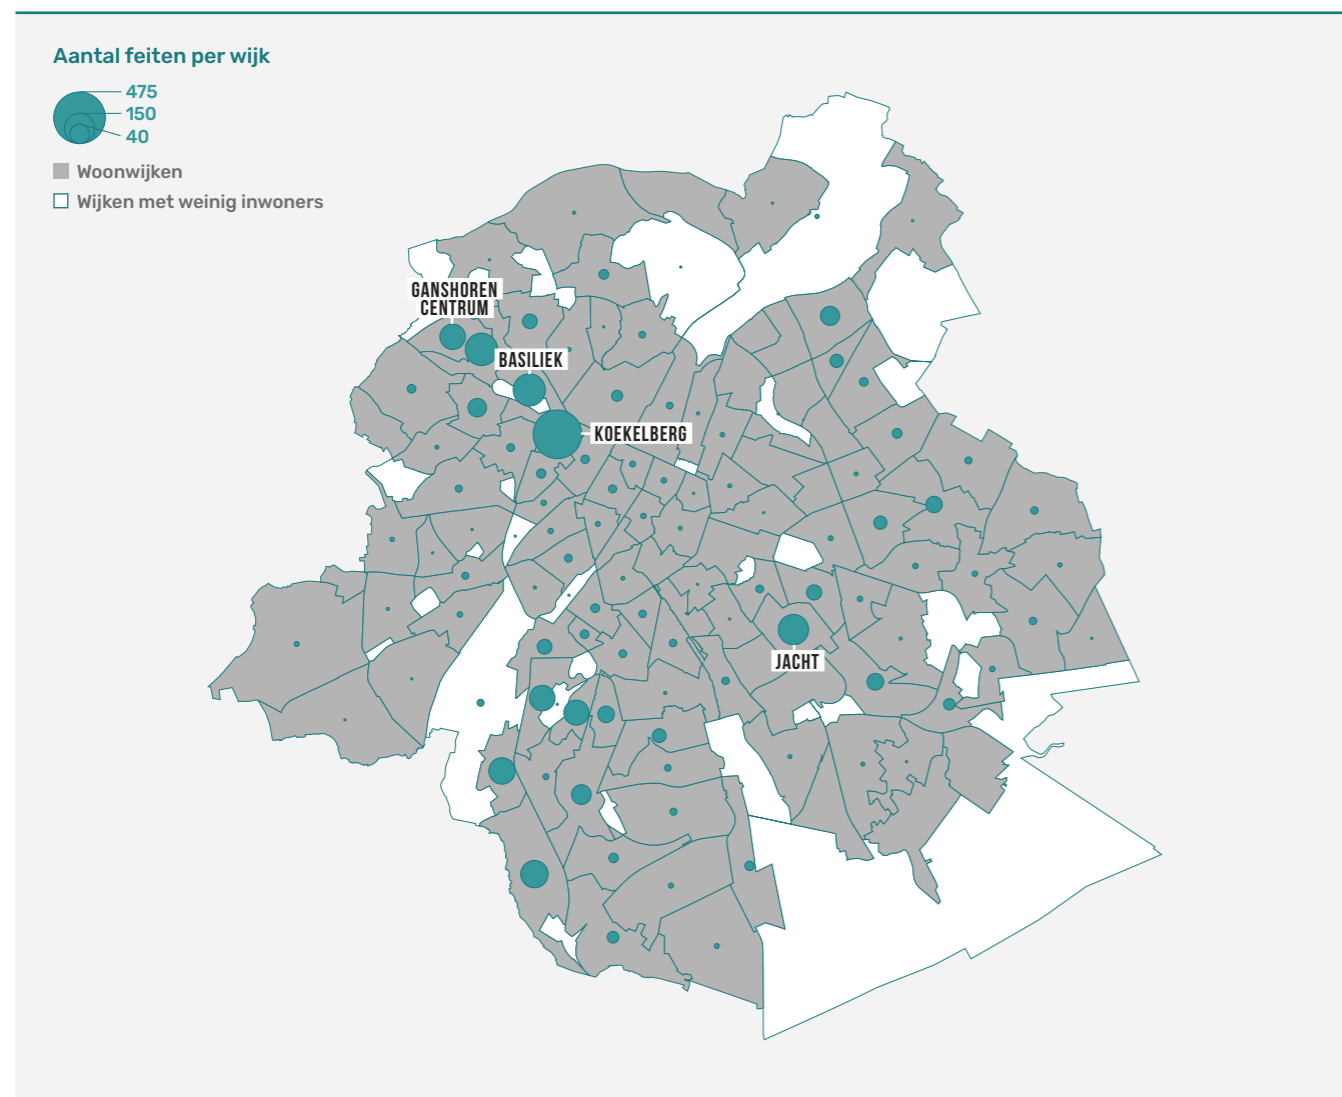 Aantal feiten per wijk
475
150
40
Woonwijken
Wijken met weinig inwoners
GANSHOREN
CENTRUM
BASILIEK
KOEKELBERG
JACHT